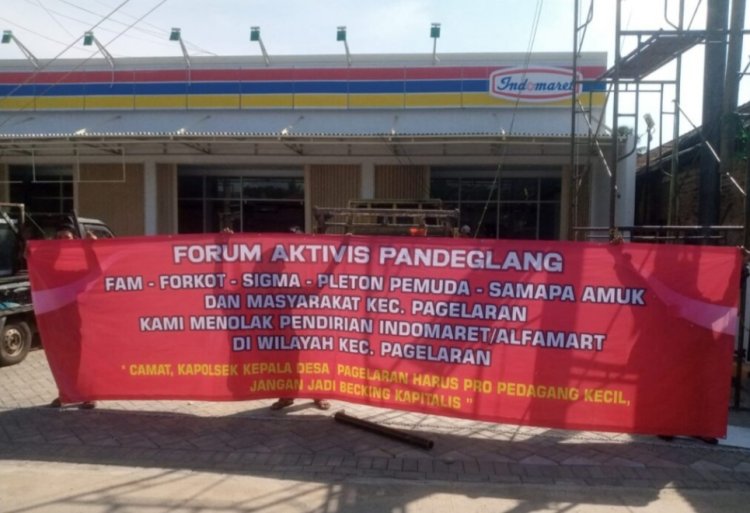 Indomaret
FORUM AKTIVIS PANDEGLANG
FAM - FORKOT - SIGMA - PLETON PEMUDA - SAMAPA AMUK
DAN MASYARAKAT KEC. PAGELARAN
KAMI MENOLAK PENDIRIAN INDOMARET/ALFAMART
DI WILAYAH KEC. PAGELARAN
" CAMAT, KAPOLSEK KEPALA DESA PAGELARAN HARUS PRO PEDAGANG KECIL,
JANGAN JADI BECKING KAPITALIS "